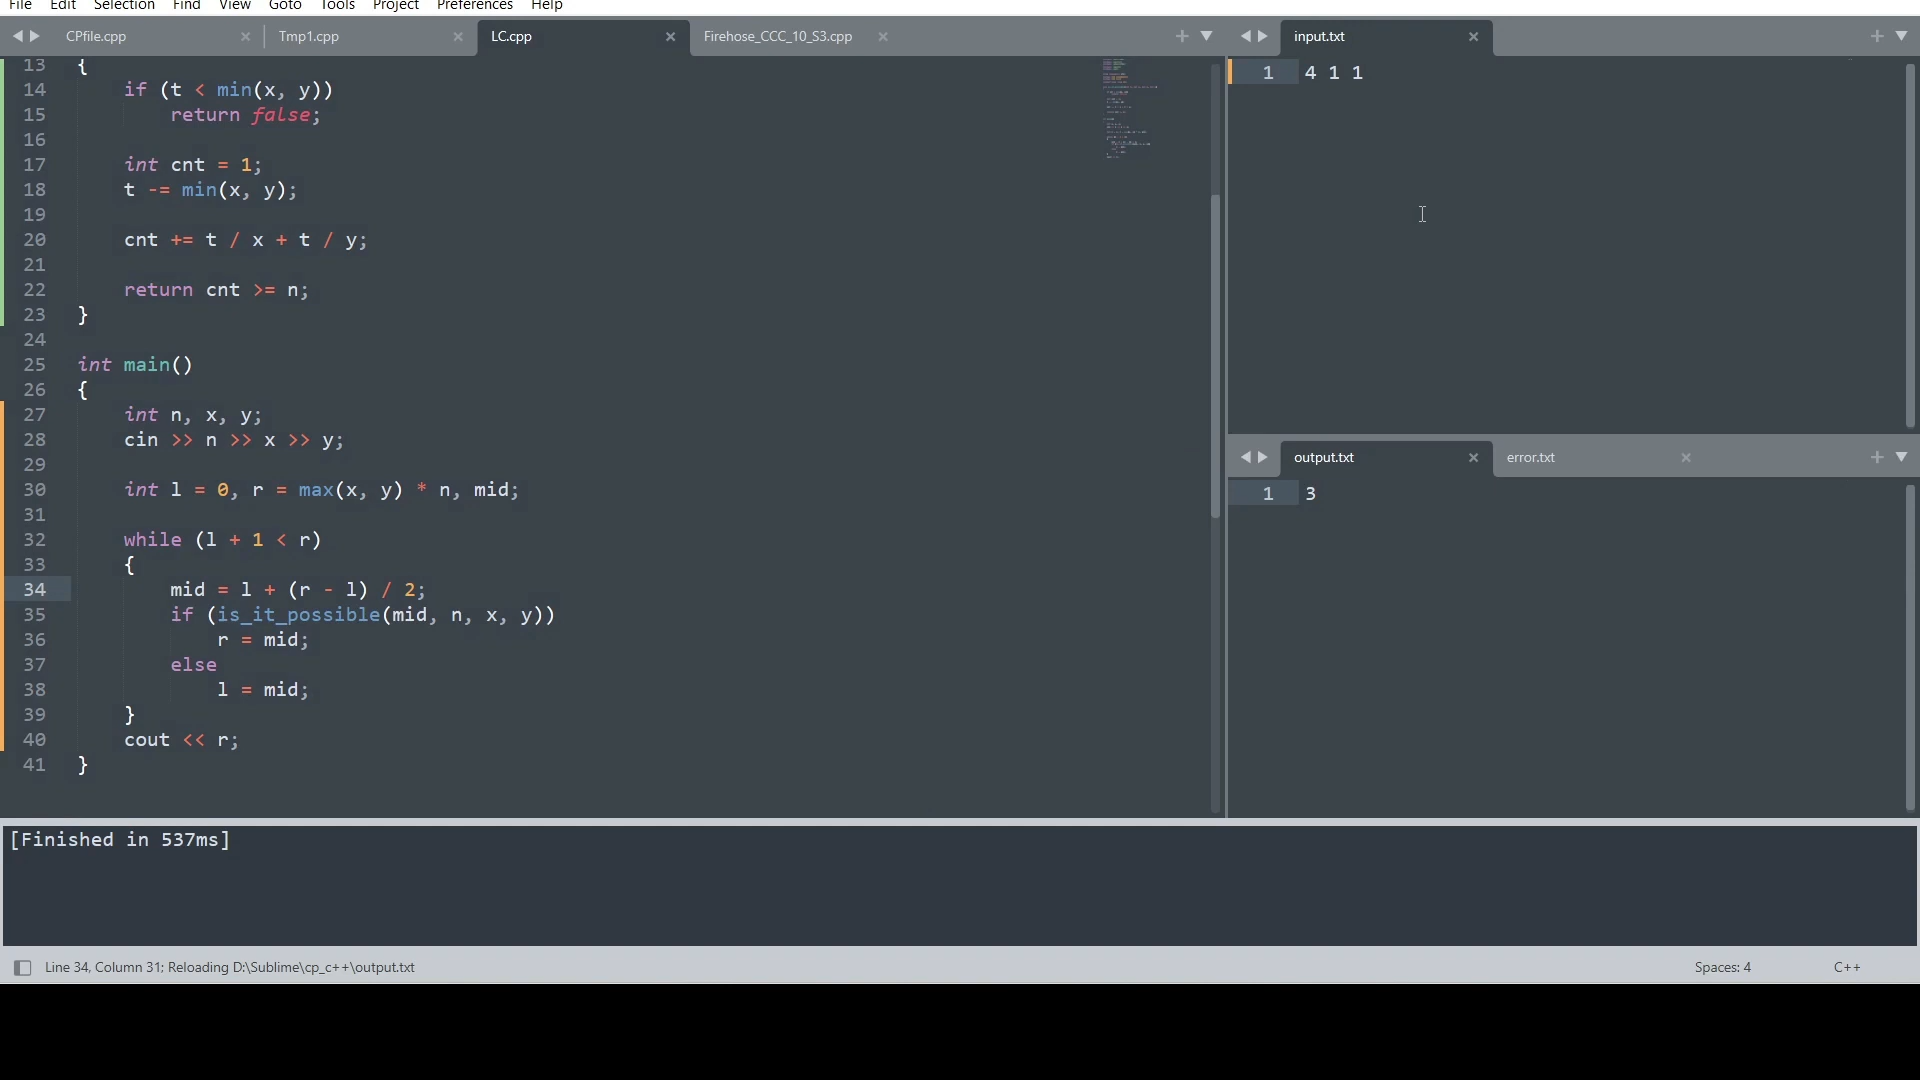 File Edit Selection Find View Goto Tools Project Preferences Help
CPfile.cpp × Tmp1.cpp × LC.cpp × Firehose_CCC_10_S3.cpp × +
13 {
14 if (t < min(x, y))
15 return false;
16
17 int cnt = 1;
18 t -= min(x, y);
19
20 cnt += t / x + t / y;
21
22 return cnt >= n;
23 }
24
25 int main()
26 {
27 int n, x, y;
28 cin >> n >> x >> y;
29
30 int l = 0, r = max(x, y) * n, mid;
31
32 while (l + 1 < r)
33 {
34 mid = l + (r - l) / 2;
35 if (is_it_possible(mid, n, x, y))
36 r = mid;
37 else
38 l = mid;
39 }
40 cout << r;
41 }
input.txt × +
1 4 1 1
output.txt × error.txt × +
1 3
[Finished in 537ms]
Line 34, Column 31; Reloading D:\Sublime\cp_c++\output.txt Spaces: 4 C++